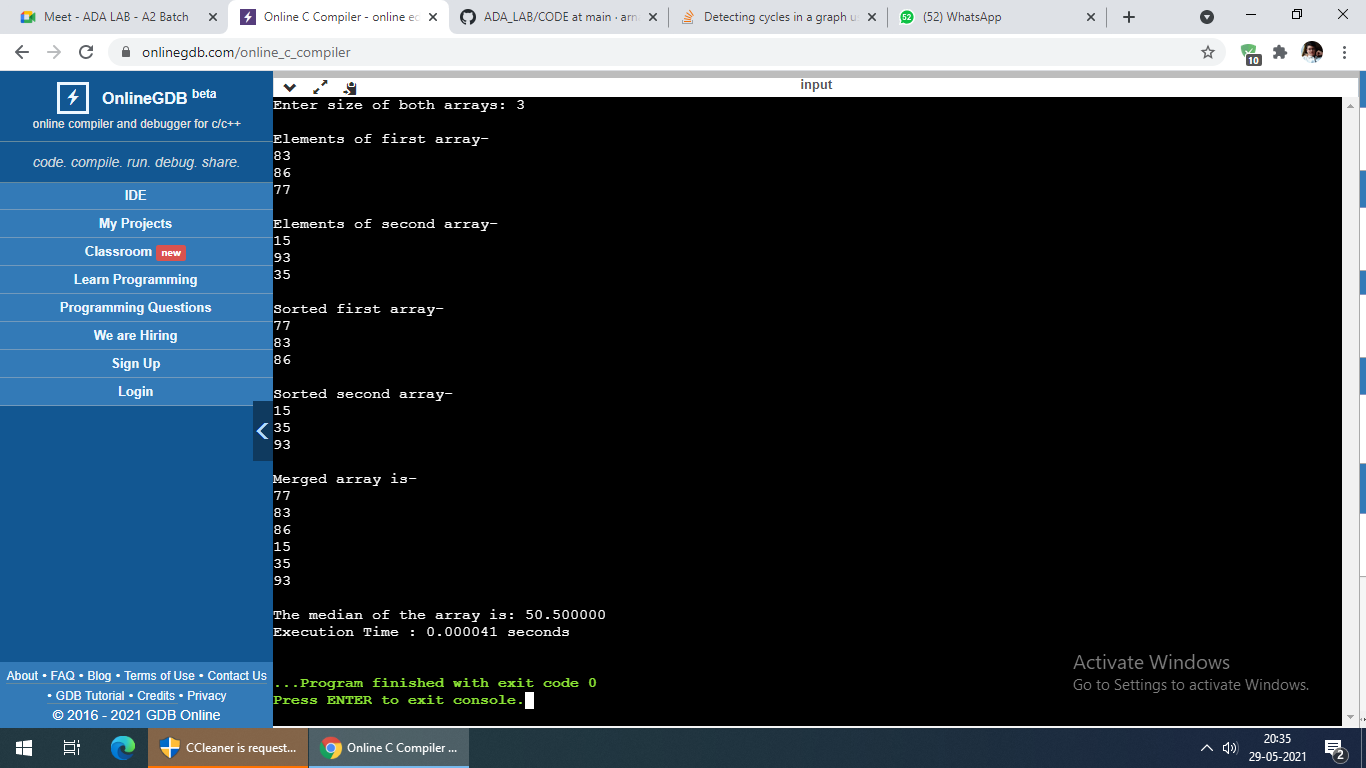 Meet - ADA LAB - A2 Batch
Online C Compiler - online ed
ADA_LAB/CODE at main · arn
Detecting cycles in a graph u
(52) WhatsApp
onlinegdb.com/online_c_compiler
10
OnlineGDB beta
online compiler and debugger for c/c++
code. compile. run. debug. share.
IDE
My Projects
Classroom new
Learn Programming
Programming Questions
We are Hiring
Sign Up
Login
About • FAQ • Blog • Terms of Use • Contact Us
• GDB Tutorial • Credits • Privacy
© 2016 - 2021 GDB Online
input
Enter size of both arrays: 3
Elements of first array-
83
86
77
Elements of second array-
15
93
35
Sorted first array-
77
83
86
Sorted second array-
15
35
93
Merged array is-
77
83
86
15
35
93
The median of the array is: 50.500000
Execution Time : 0.000041 seconds
...Program finished with exit code 0
Press ENTER to exit console.
Activate Windows
Go to Settings to activate Windows.
CCleaner is request...
Online C Compiler ...
20:35
29-05-2021
2